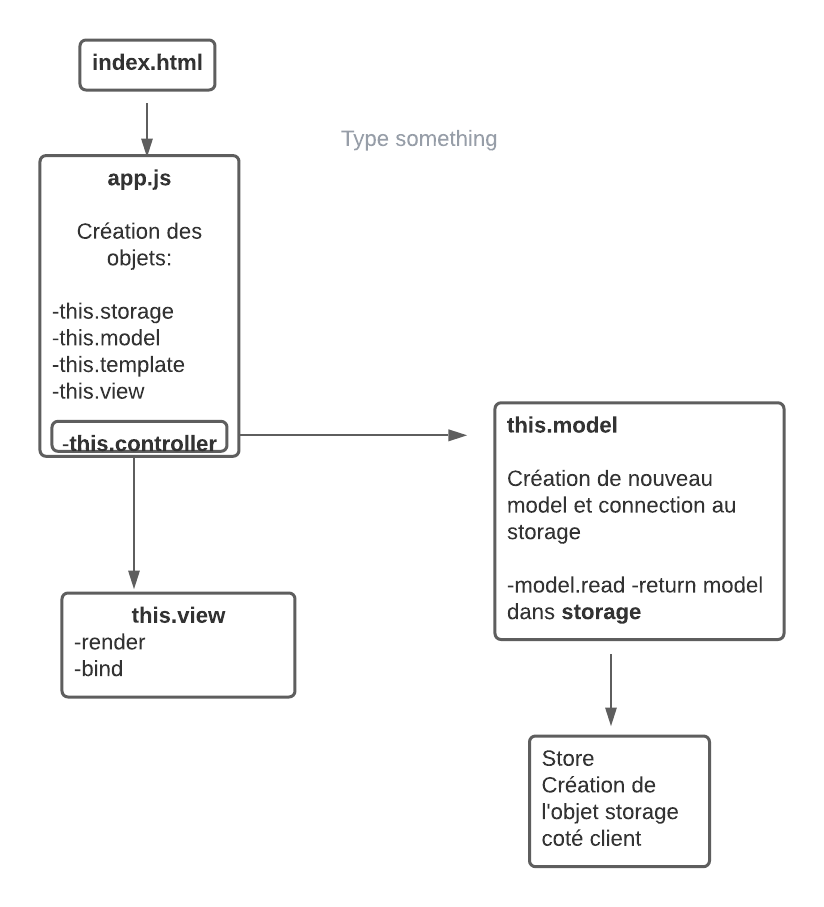 index.html
Type something
app.js
Création des
objets:
-this.storage
-this.model
-this.template
-this.view
-this.controller
this.model
Création de nouveau
model et connection au
storage
-model.read -return model
dans storage
this.view
-render
-bind
Store
Création de
l'objet storage
coté client